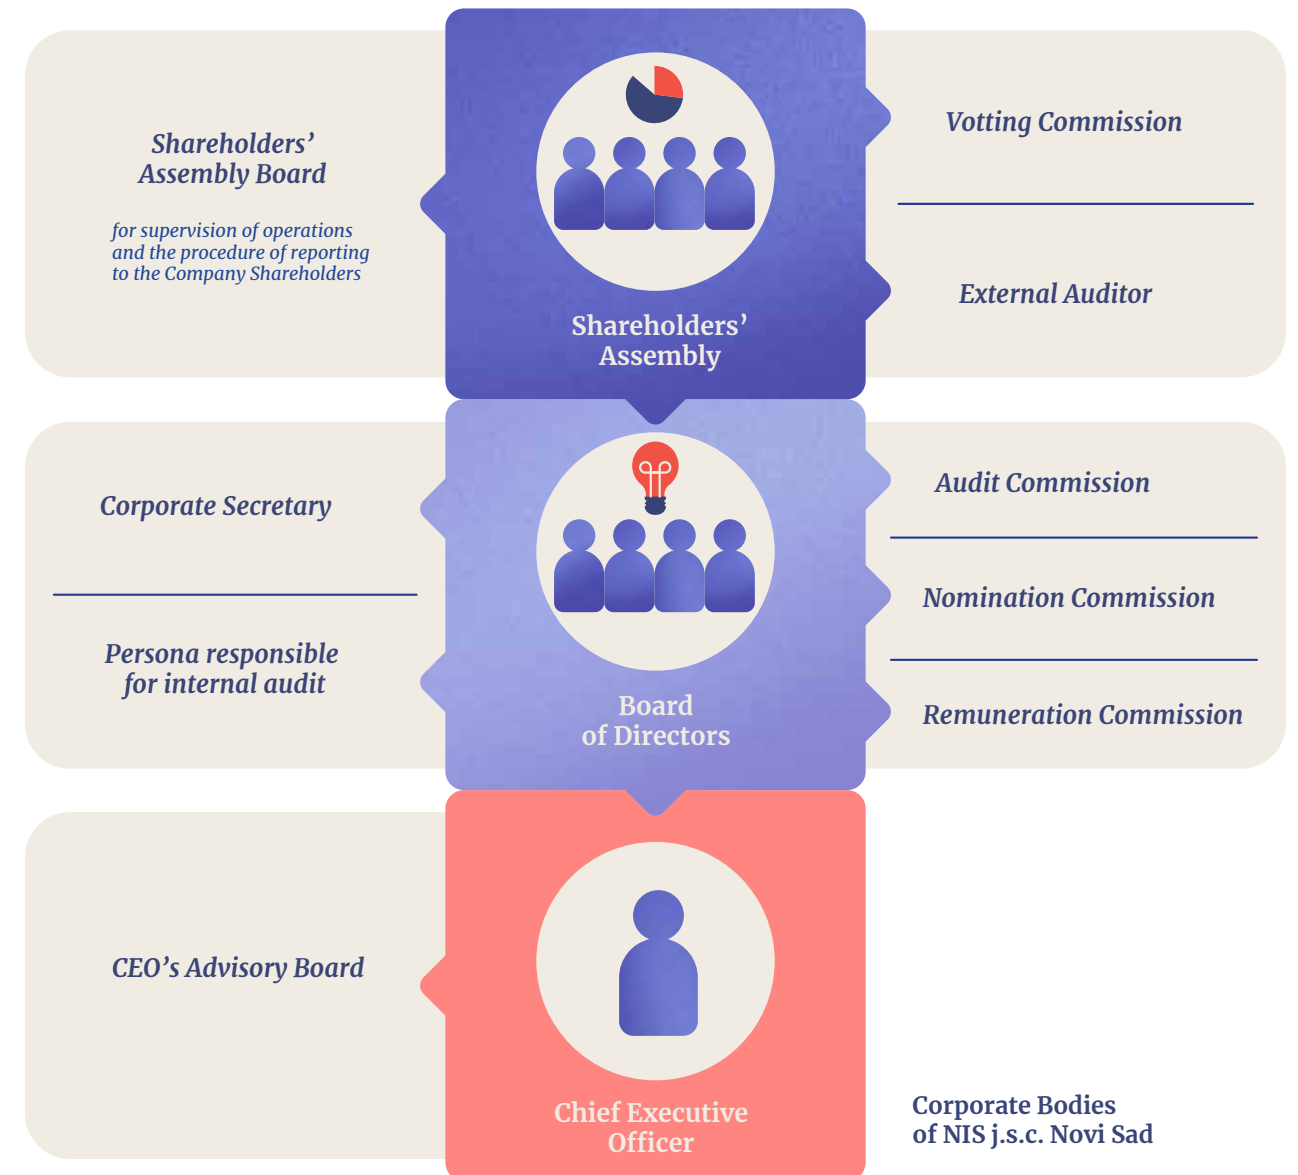 Shareholders’
Assembly Board
for supervision of operations
and the procedure of reporting
to the Company Shareholders
Shareholders’
Assembly
Votting Commission
External Auditor
Corporate Secretary
Persona responsible
for internal audit
Board
of Directors
Audit Commission
Nomination Commission
Remuneration Commission
CEO’s Advisory Board
Chief Executive
Officer
Corporate Bodies
of NIS j.s.c. Novi Sad